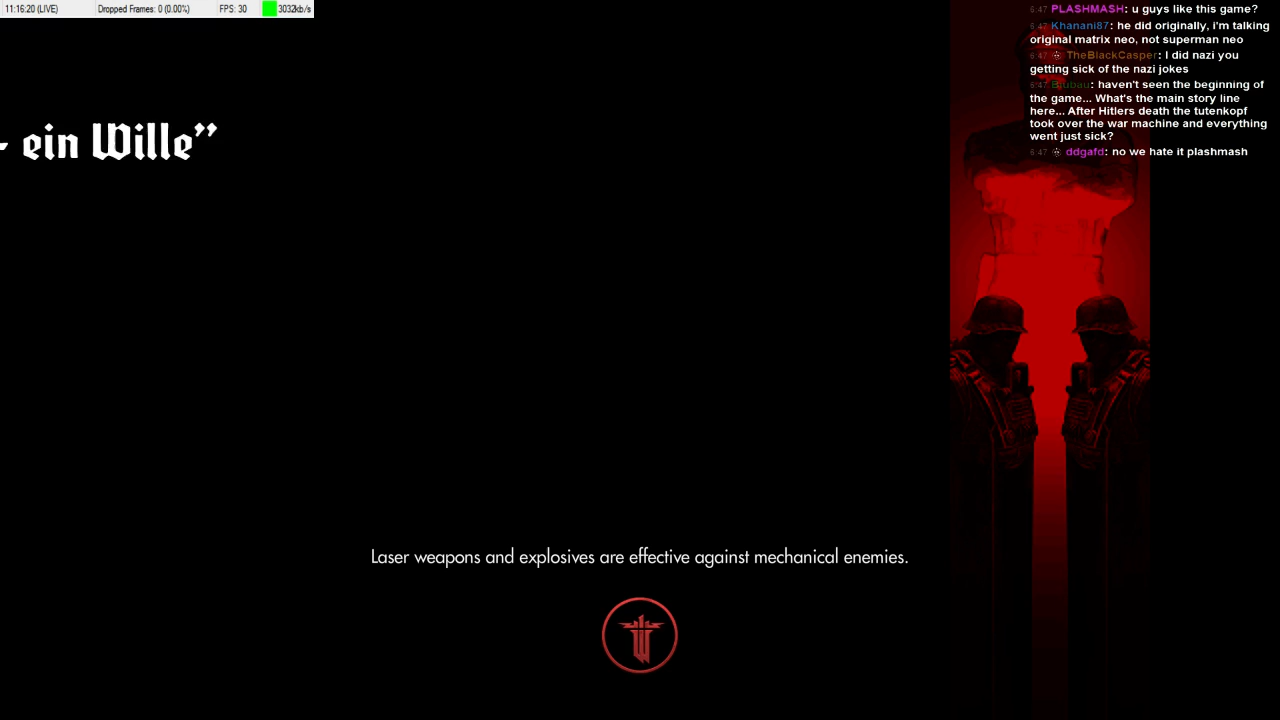 11:16:20 (LIVE) Dropped Frames: 0 (0.00%) FPS: 30 3032kb/s
- ein Wille”
6:47 PLASHMASH: u guys like this game?
6:47 Khanani87: he did originally, i'm talking
original matrix neo, not superman neo
6:47 TheBlackCasper: I did nazi you
getting sick of the nazi jokes
6:47 : haven't seen the beginning of
the game... What's the main story line
here... After Hitlers death the tutenkopf
took over the war machine and everything
went just sick?
6:47 ddgafd: no we hate it plashmash
Laser weapons and explosives are effective against mechanical enemies.